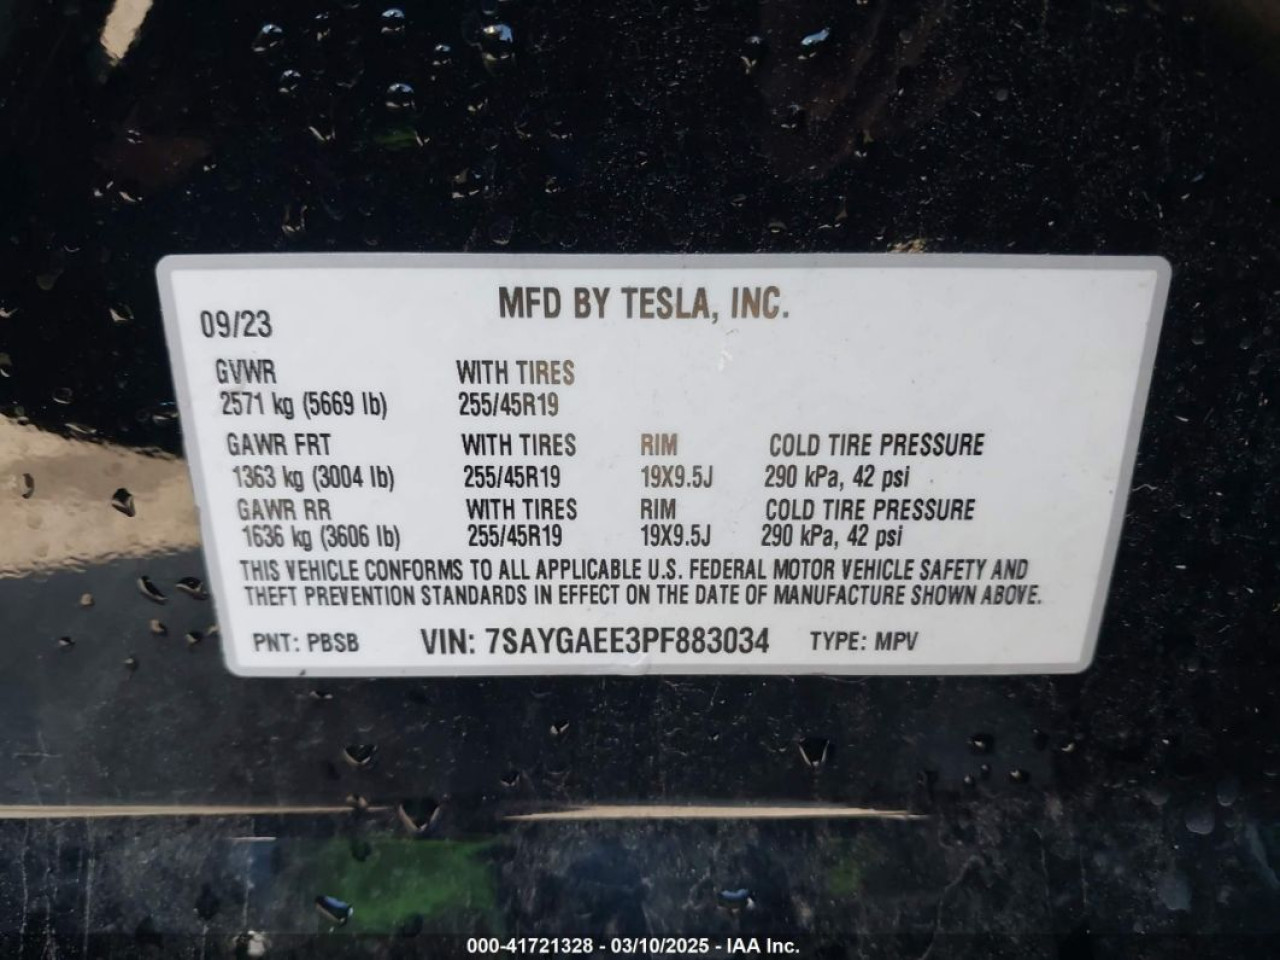 MFD BY TESLA, INC.
09/23
GVWR WITH TIRES
2571 kg (5669 lb) 255/45R19
GAWR FRT WITH TIRES RIM COLD TIRE PRESSURE
1363 kg (3004 lb) 255/45R19 19X9.5J 290 kPa, 42 psi
GAWR RR WITH TIRES RIM COLD TIRE PRESSURE
1636 kg (3606 lb) 255/45R19 19X9.5J 290 kPa, 42 psi
THIS VEHICLE CONFORMS TO ALL APPLICABLE U.S. FEDERAL MOTOR VEHICLE SAFETY AND
THEFT PREVENTION STANDARDS IN EFFECT ON THE DATE OF MANUFACTURE SHOWN ABOVE.
PNT: PBSB VIN: 7SAYGAEE3PF883034 TYPE: MPV
000-41721328 - 03/10/2025 - IAA Inc.